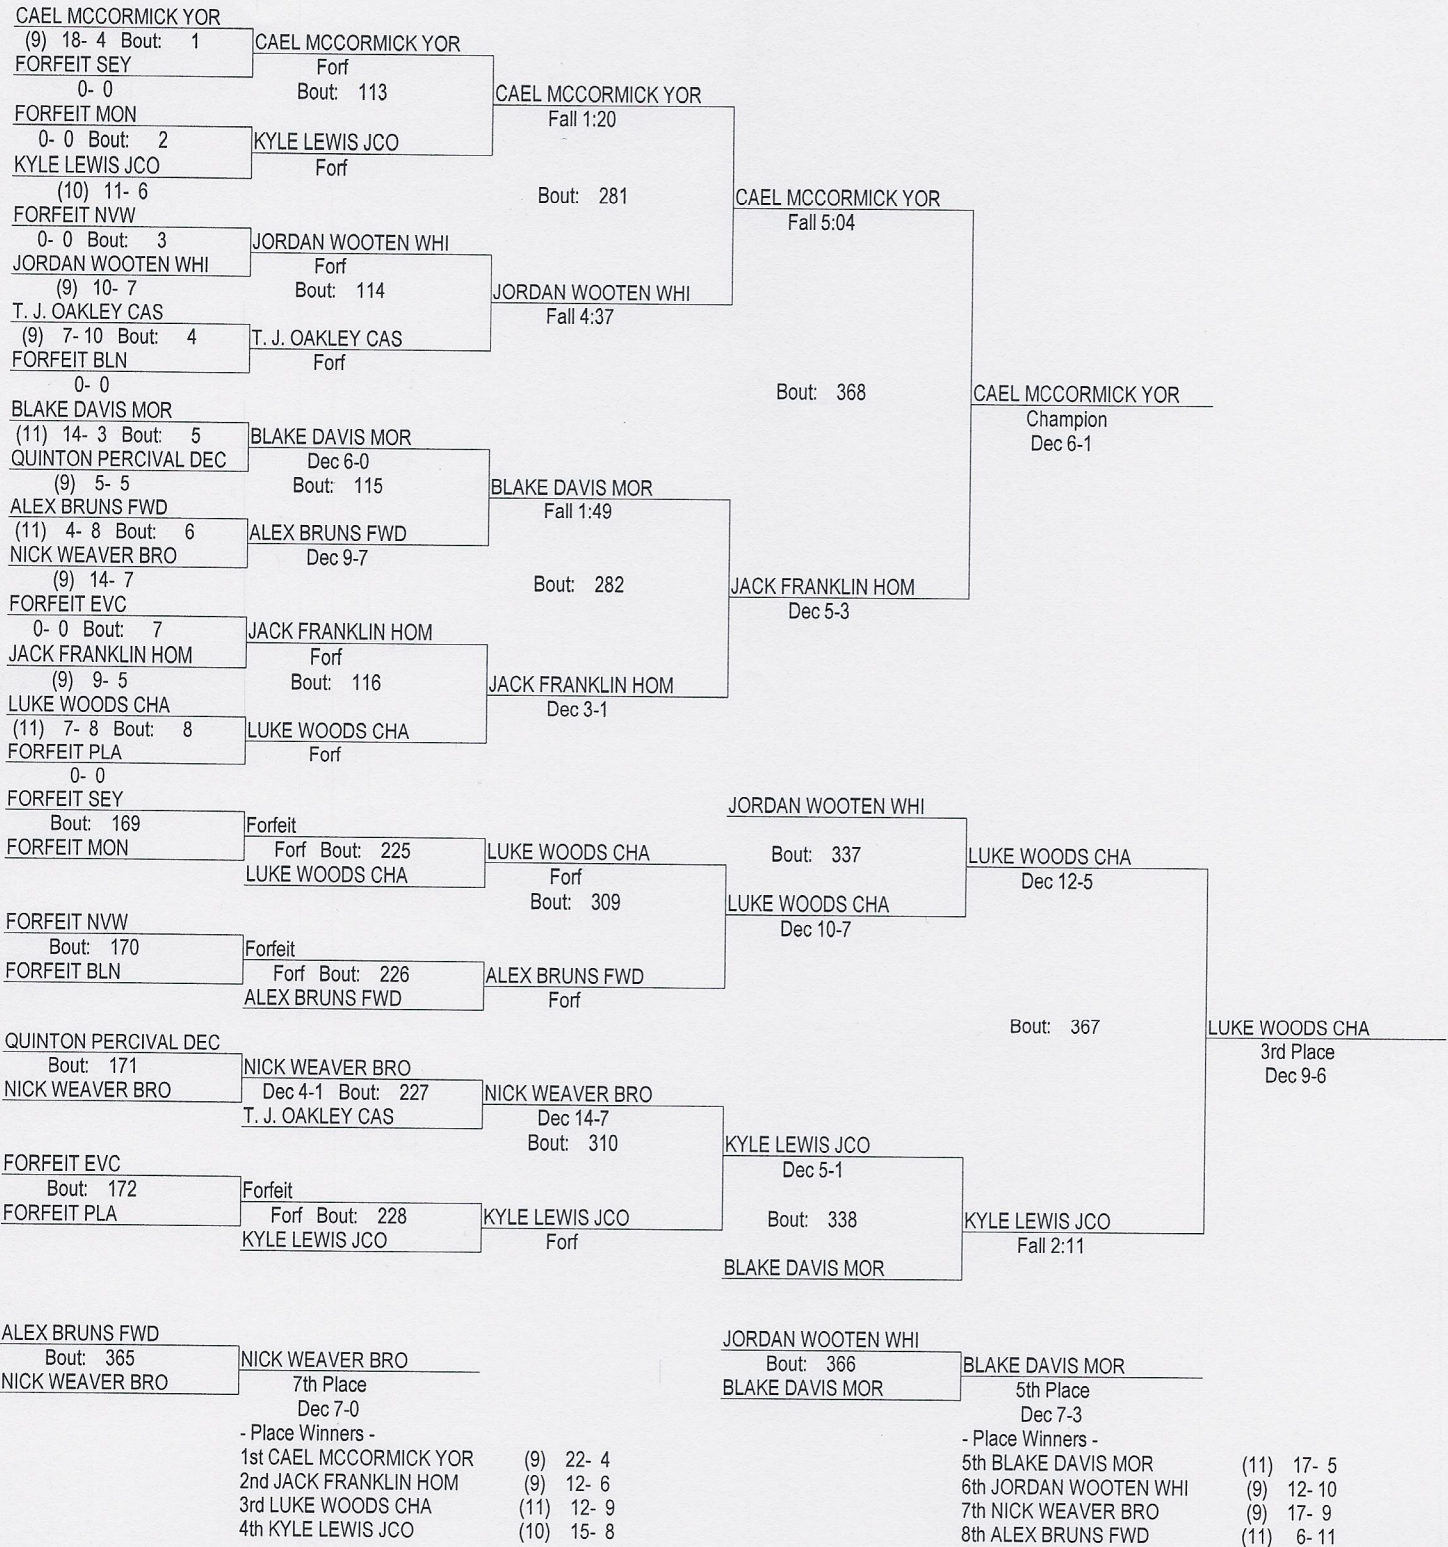 CAEL MCCORMICK YOR
(9) 18- 4 Bout: 1
FORFEIT SEY
0- 0
FORFEIT MON
0- 0 Bout: 2
KYLE LEWIS JCO
(10) 11- 6
FORFEIT NVW
0- 0 Bout: 3
JORDAN WOOTEN WHI
(9) 10- 7
T. J. OAKLEY CAS
(9) 7- 10 Bout: 4
FORFEIT BLN
0- 0
BLAKE DAVIS MOR
(11) 14- 3 Bout: 5
QUINTON PERCIVAL DEC
(9) 5- 5
ALEX BRUNS FWD
(11) 4- 8 Bout: 6
NICK WEAVER BRO
(9) 14- 7
FORFEIT EVC
0- 0 Bout: 7
JACK FRANKLIN HOM
(9) 9- 5
LUKE WOODS CHA
(11) 7- 8 Bout: 8
FORFEIT PLA
0- 0
CAEL MCCORMICK YOR
Forf
Bout: 113
KYLE LEWIS JCO
Forf
JORDAN WOOTEN WHI
Forf
Bout: 114
T. J. OAKLEY CAS
Forf
BLAKE DAVIS MOR
Dec 6-0
Bout: 115
ALEX BRUNS FWD
Dec 9-7
JACK FRANKLIN HOM
Forf
Bout: 116
LUKE WOODS CHA
Forf
CAEL MCCORMICK YOR
Fall 1:20
Bout: 281
JORDAN WOOTEN WHI
Fall 4:37
BLAKE DAVIS MOR
Fall 1:49
Bout: 282
JACK FRANKLIN HOM
Dec 3-1
CAEL MCCORMICK YOR
Fall 5:04
Bout: 368
JACK FRANKLIN HOM
Dec 5-3
CAEL MCCORMICK YOR
Champion
Dec 6-1
FORFEIT SEY
Bout: 169
FORFEIT MON
FORFEIT NVW
Bout: 170
FORFEIT BLN
QUINTON PERCIVAL DEC
Bout: 171
NICK WEAVER BRO
FORFEIT EVC
Bout: 172
FORFEIT PLA
Forfeit
Forf Bout: 225
LUKE WOODS CHA
Forfeit
Forf Bout: 226
ALEX BRUNS FWD
NICK WEAVER BRO
Dec 4-1 Bout: 227
T. J. OAKLEY CAS
Forfeit
Forf Bout: 228
KYLE LEWIS JCO
LUKE WOODS CHA
Forf
Bout: 309
ALEX BRUNS FWD
Forf
NICK WEAVER BRO
Dec 14-7
Bout: 310
KYLE LEWIS JCO
Forf
JORDAN WOOTEN WHI
Bout: 337
LUKE WOODS CHA
Dec 10-7
KYLE LEWIS JCO
Dec 5-1
Bout: 338
BLAKE DAVIS MOR
LUKE WOODS CHA
Dec 12-5
Bout: 367
KYLE LEWIS JCO
Fall 2:11
LUKE WOODS CHA
3rd Place
Dec 9-6
ALEX BRUNS FWD
Bout: 365
NICK WEAVER BRO
NICK WEAVER BRO
7th Place
Dec 7-0
JORDAN WOOTEN WHI
Bout: 366
BLAKE DAVIS MOR
BLAKE DAVIS MOR
5th Place
Dec 7-3
- Place Winners -
1st CAEL MCCORMICK YOR (9) 22- 4
2nd JACK FRANKLIN HOM (9) 12- 6
3rd LUKE WOODS CHA (11) 12- 9
4th KYLE LEWIS JCO (10) 15- 8
- Place Winners -
5th BLAKE DAVIS MOR (11) 17- 5
6th JORDAN WOOTEN WHI (9) 12- 10
7th NICK WEAVER BRO (9) 17- 9
8th ALEX BRUNS FWD (11) 6- 11